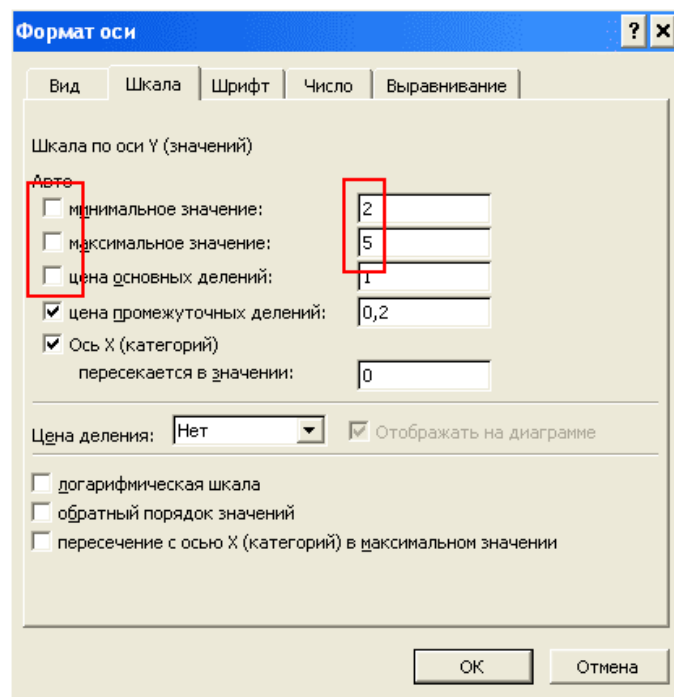 Формат оси
Вид Шкала Шрифт Число Выравнивание
Шкала по оси Y (значений)
Авто
минимальное значение: 2
максимальное значение: 5
цена основных делений: 1
цена промежуточных делений: 0,2
Ось X (категорий)
пересекается в значении: 0
Цена деления: Нет Отображать на диаграмме
логарифмическая шкала
обратный порядок значений
пересечение с осью X (категорий) в максимальном значении
ОК Отмена